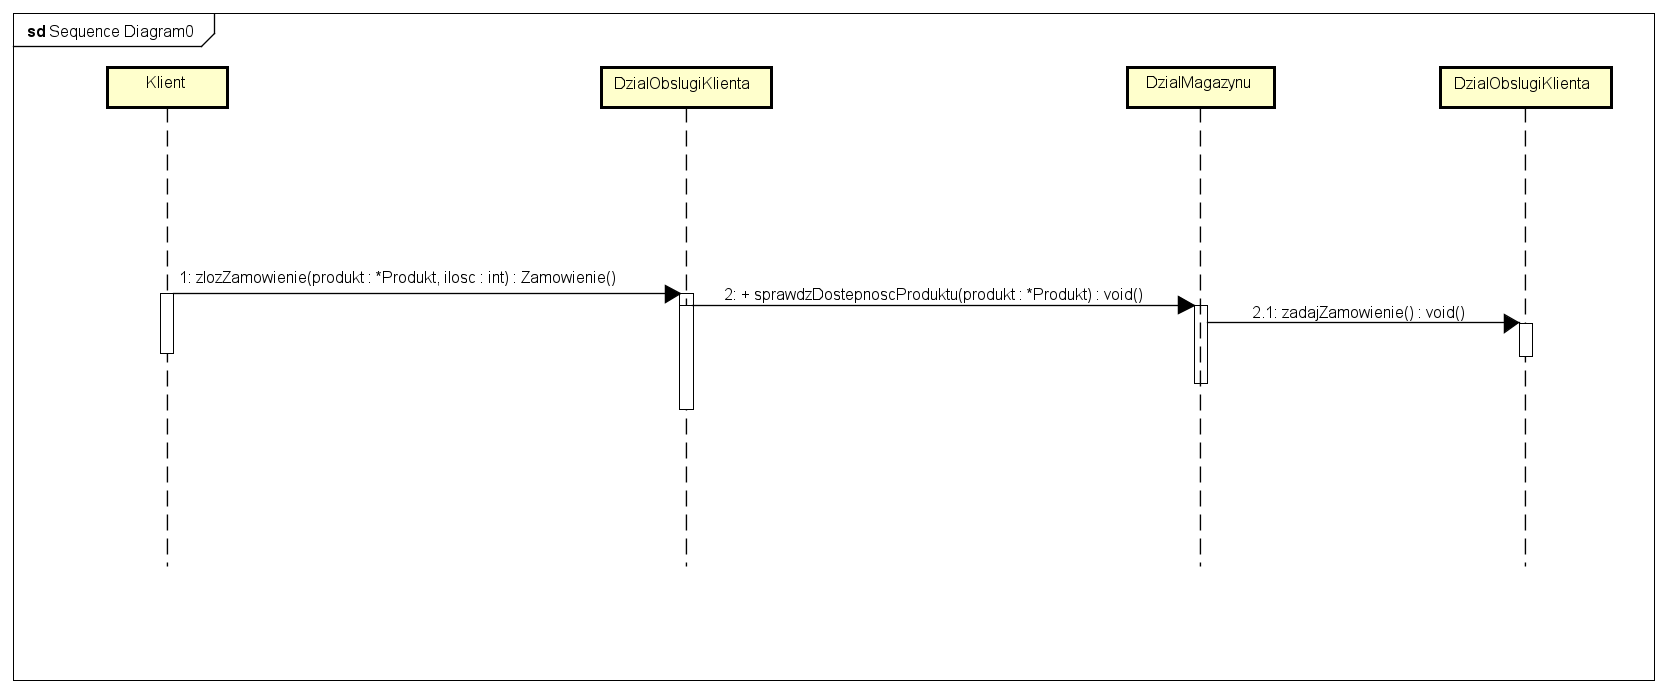 sd Sequence Diagram0
Klient
DzialObslugiKlienta
DzialMagazynu
DzialObslugiKlienta
1: zlozZamowienie(produkt : *Produkt, ilosc : int) : Zamowienie()
2: + sprawdzDostepnoscProduktu(produkt : *Produkt) : void()
2.1: zadajZamowienie() : void()